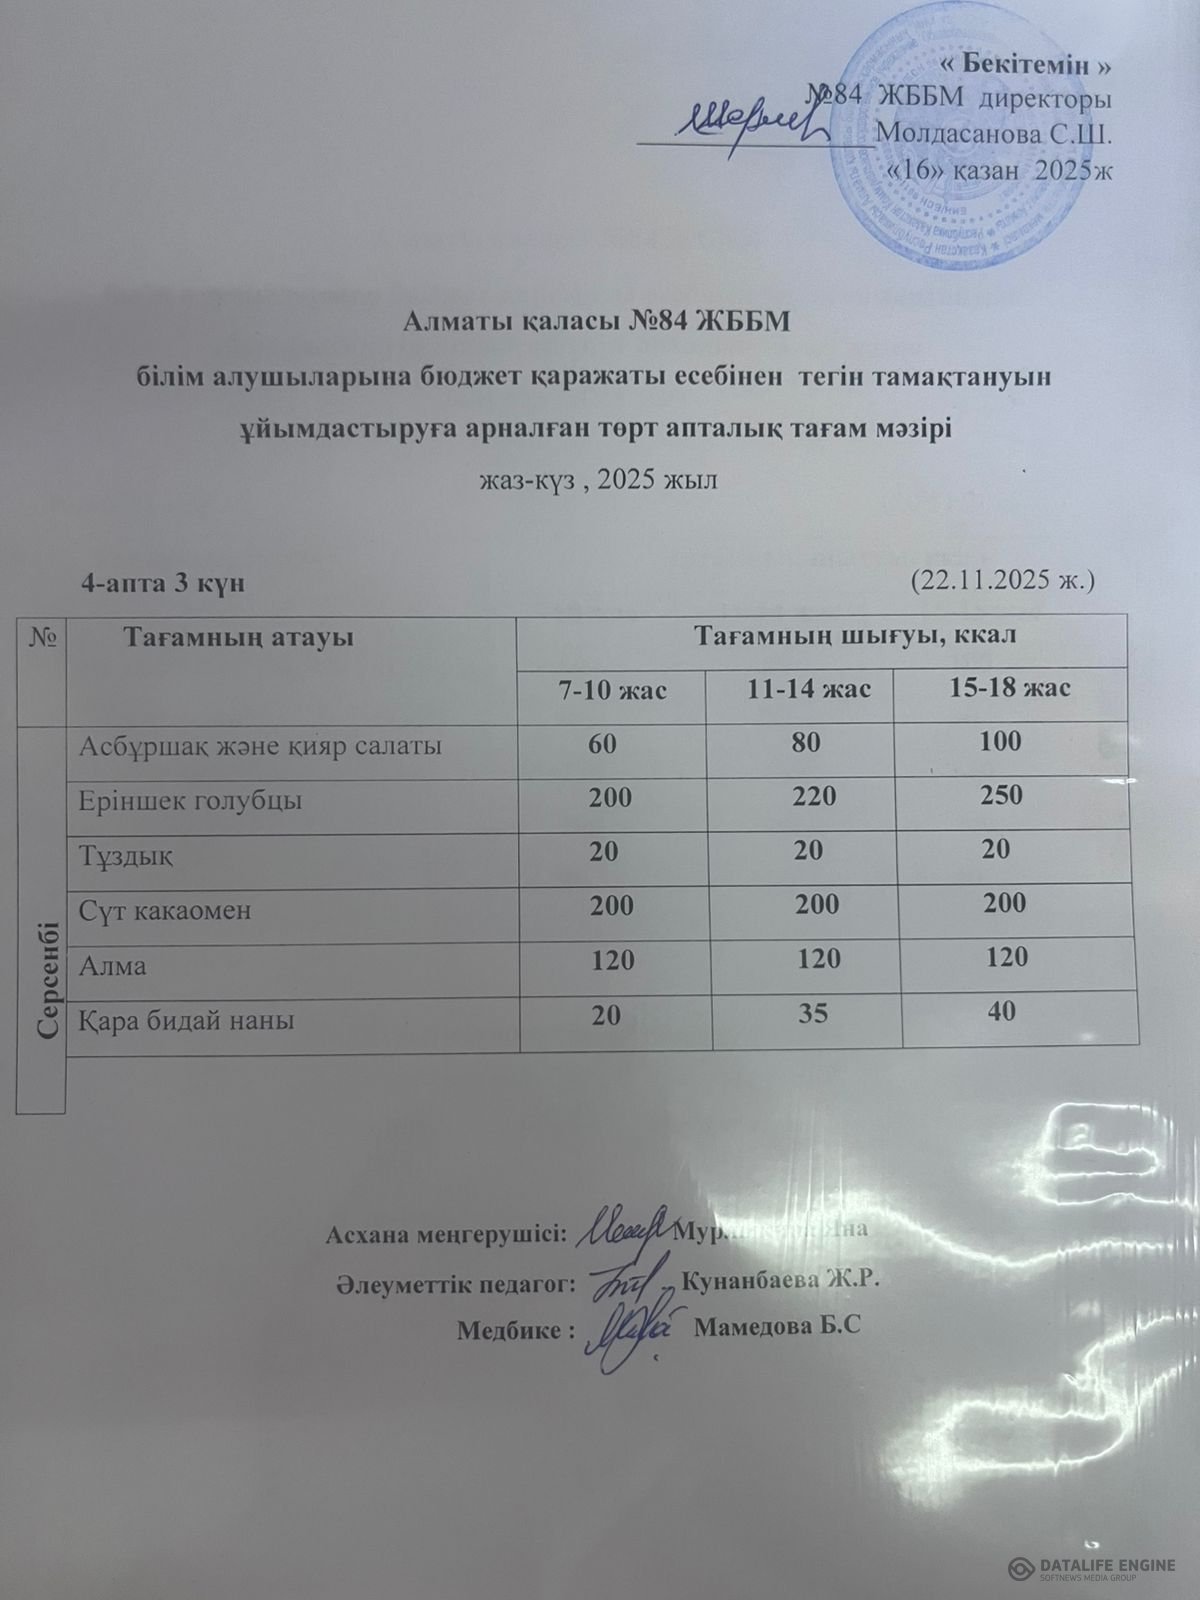 « Бекітемін »
№84 ЖББМ директоры
Молдасанова С.Ш.
«16» қазан 2025ж
Алматы қаласы №84 ЖББМ
білім алушыларына бюджет қаражаты есебінен тегін тамақтануын
ұйымдастыруға арналған төрт апталық тағам мәзірі
жаз-күз , 2025 жыл
4-апта 3 күн (22.11.2025 ж.)
№ Тағамның атауы Тағамның шығуы, ккал
7-10 жас 11-14 жас 15-18 жас
Серсенбі
Асбұршақ және қияр салаты 60 80 100
Еріншек голубцы 200 220 250
Тұздық 20 20 20
Сүт какаомен 200 200 200
Алма 120 120 120
Қара бидай наны 20 35 40
Асхана меңгерушісі:
Әлеуметтік педагог: Кунанбаева Ж.Р.
Медбике : Мамедова Б.С
DATALIFE ENGINE
SOFTNEWS MEDIA GROUP